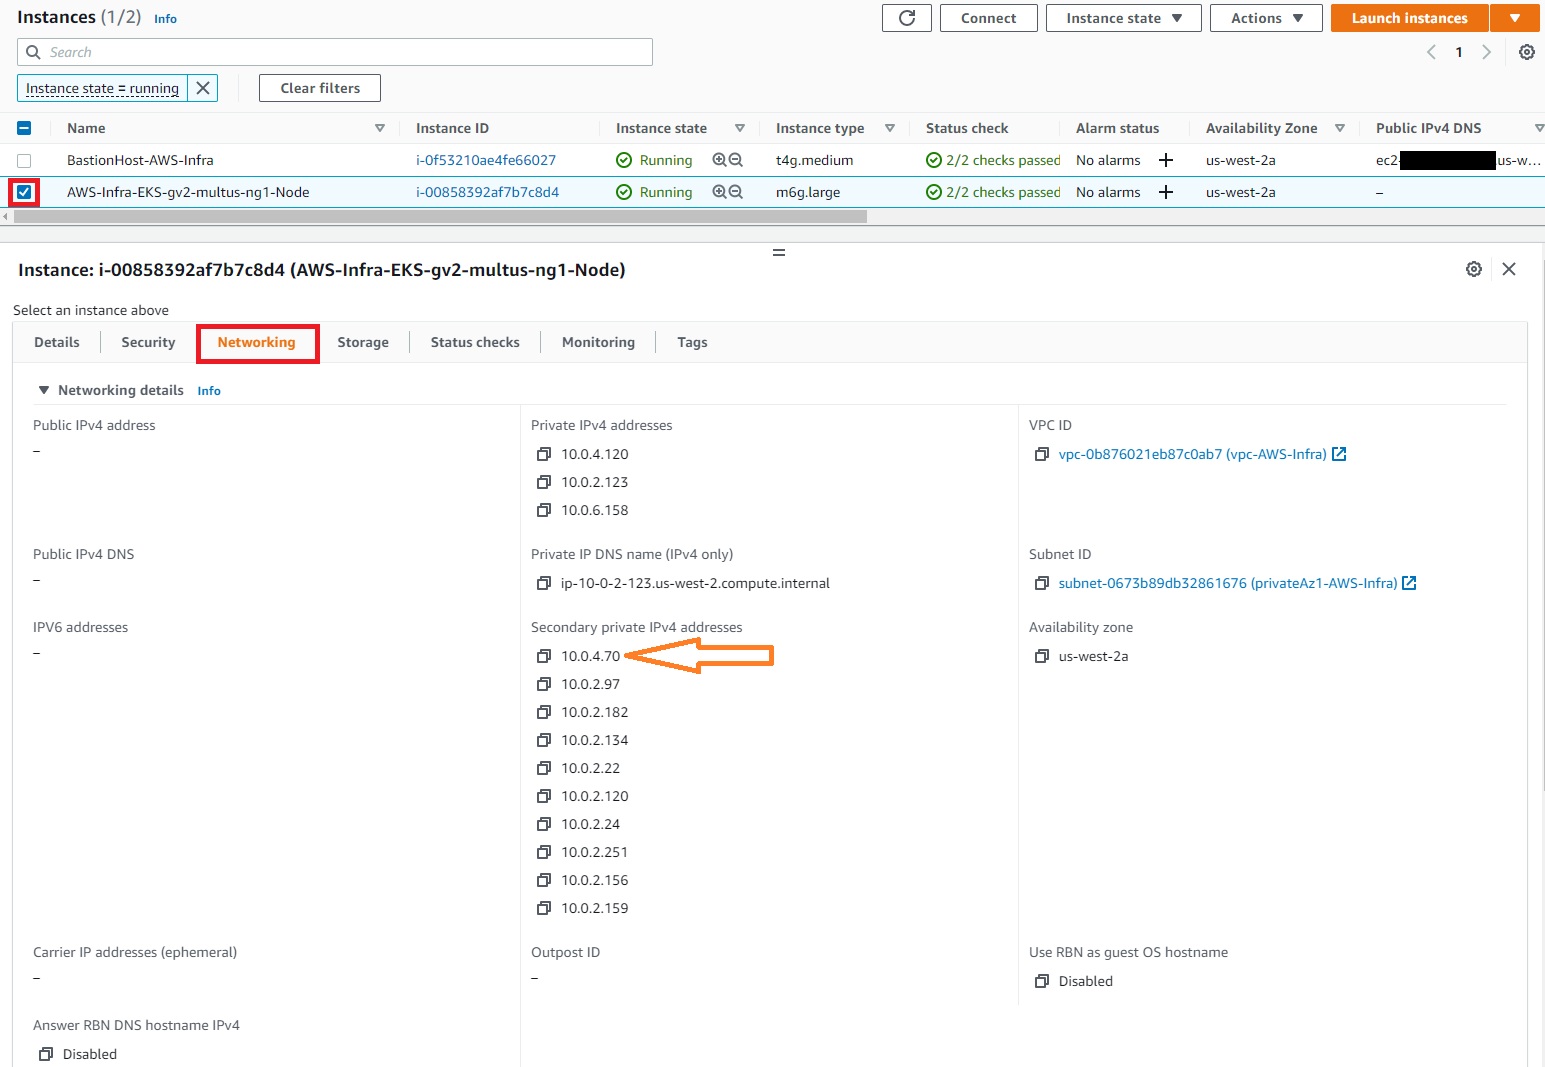 Instances (1/2) Info Connect Instance state Actions Launch instances
Search 1
Instance state = running Clear filters
Name Instance ID Instance state Instance type Status check Alarm status Availability Zone Public IPv4 DNS
BastionHost-AWS-Infra i-0f53210ae4fe66027 Running t4g.medium 2/2 checks passed No alarms us-west-2a ec2- .us-w...
AWS-Infra-EKS-gv2-multus-ng1-Node i-00858392af7b7c8d4 Running m6g.large 2/2 checks passed No alarms us-west-2a –
Instance: i-00858392af7b7c8d4 (AWS-Infra-EKS-gv2-multus-ng1-Node)
Select an instance above
Details Security Networking Storage Status checks Monitoring Tags
Networking details Info
Public IPv4 address
–
Private IPv4 addresses
10.0.4.120
10.0.2.123
10.0.6.158
VPC ID
vpc-0b876021eb87c0ab7 (vpc-AWS-Infra)
Public IPv4 DNS
–
Private IP DNS name (IPv4 only)
ip-10-0-2-123.us-west-2.compute.internal
Subnet ID
subnet-0673b89db32861676 (privateAz1-AWS-Infra)
IPV6 addresses
–
Secondary private IPv4 addresses
10.0.4.70
10.0.2.97
10.0.2.182
10.0.2.134
10.0.2.22
10.0.2.120
10.0.2.24
10.0.2.251
10.0.2.156
10.0.2.159
Availability zone
us-west-2a
Carrier IP addresses (ephemeral)
–
Outpost ID
–
Use RBN as guest OS hostname
Disabled
Answer RBN DNS hostname IPv4
Disabled